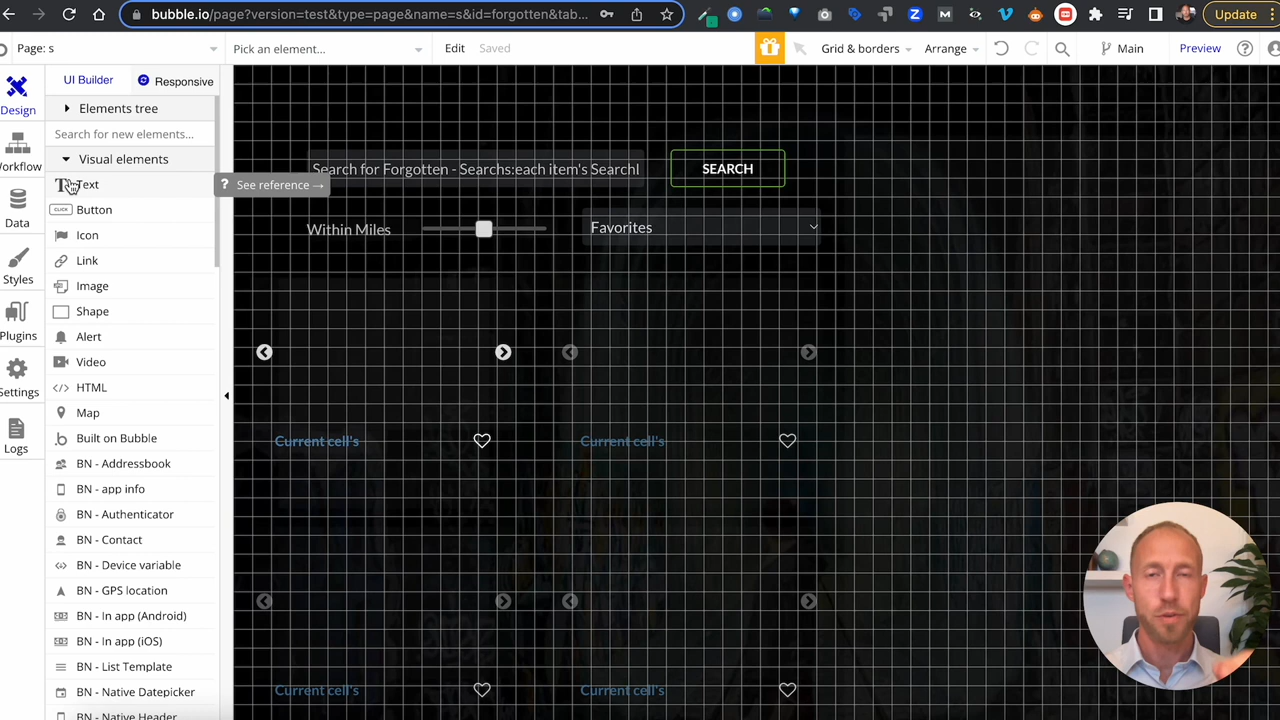 bubble.io/page?version=test&type=page&name=s&id=forgotten&tab...
Update
Page: s
Pick an element...
Edit
Saved
Grid & borders
Arrange
Main
Preview
?
UI Builder
Responsive
Design
Elements tree
Search for new elements...
Visual elements
Workflow
Text
? See reference →
CLICK
Button
Data
Icon
Link
Styles
Image
Shape
Plugins
Alert
Video
Settings
HTML
Map
Logs
Built on Bubble
BN - Addressbook
BN - app info
BN - Authenticator
BN - Contact
BN - Device variable
BN - GPS location
BN - In app (Android)
BN - In app (iOS)
BN - List Template
BN - Native Datepicker
BN - Native Header
Search for Forgotten - Searchs:each item's Searchl
SEARCH
Within Miles
Favorites
Current cell's
Current cell's
Current cell's
Current cell's